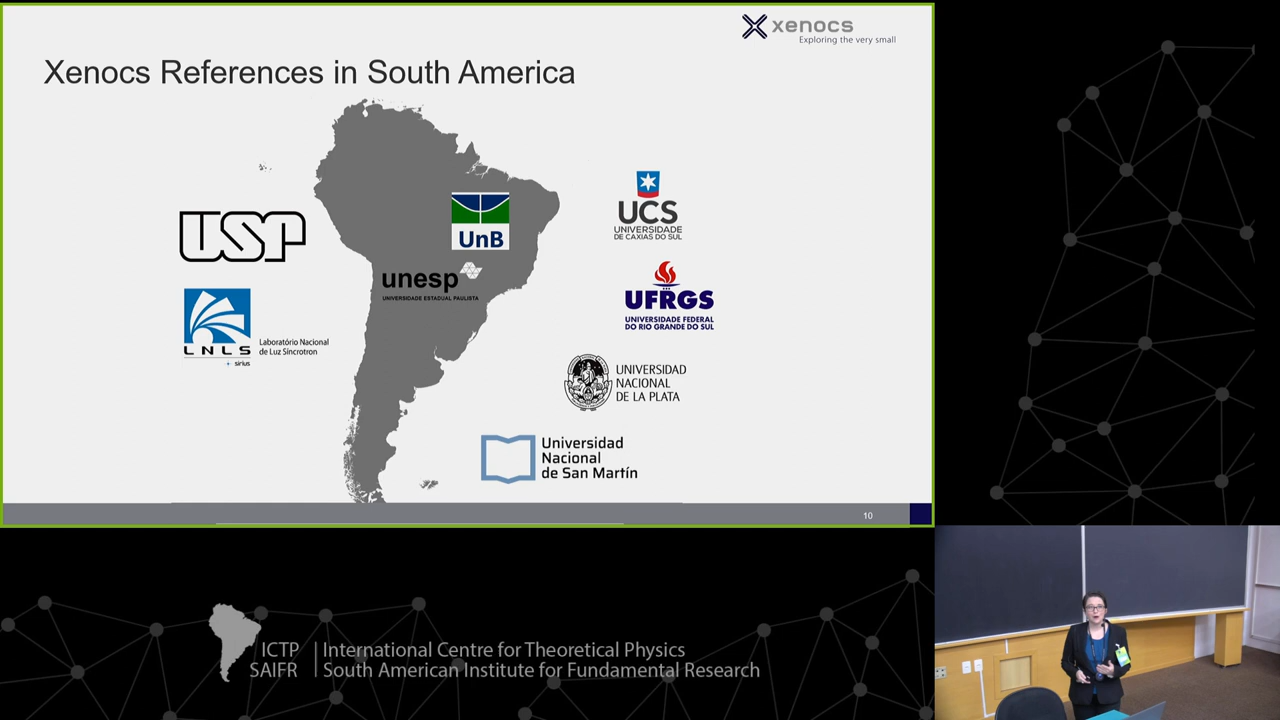 xenocs
Exploring the very small
Xenocs References in South America
USP
UnB
UCS
UNIVERSIDADE
DE CAXIAS DO SUL
unesp
UNIVERSIDADE ESTADUAL PAULISTA
UFRGS
UNIVERSIDADE FEDERAL
DO RIO GRANDE DO SUL
LNLS
Laboratório Nacional
de Luz Síncrotron
sirius
UNIVERSIDAD
NACIONAL
DE LA PLATA
Universidad
Nacional
de San Martín
10
ICTP
SAIFR
International Centre for Theoretical Physics
South American Institute for Fundamental Research